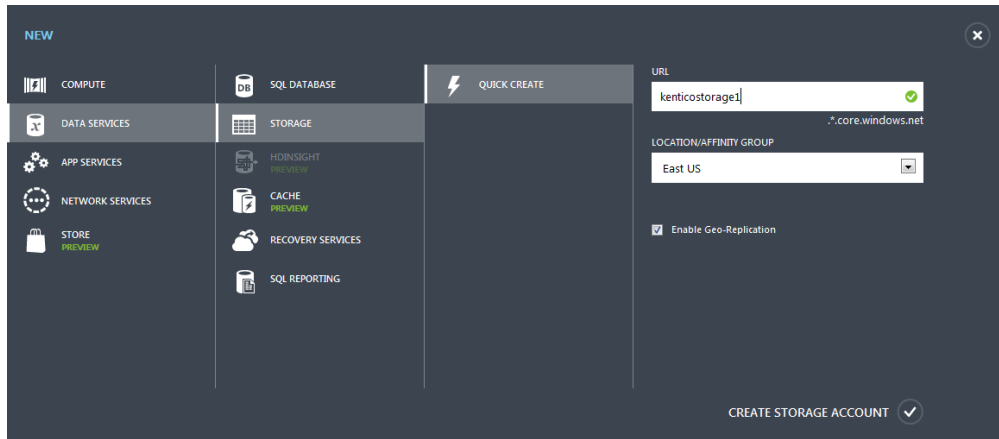 NEW
COMPUTE
DATA SERVICES
APP SERVICES
NETWORK SERVICES
STORE
PREVIEW
DB
SQL DATABASE
STORAGE
HDINSIGHT
PREVIEW
CACHE
PREVIEW
RECOVERY SERVICES
SQL REPORTING
QUICK CREATE
URL
kenticostorage1
.*.core.windows.net
LOCATION/AFFINITY GROUP
East US
Enable Geo-Replication
CREATE STORAGE ACCOUNT